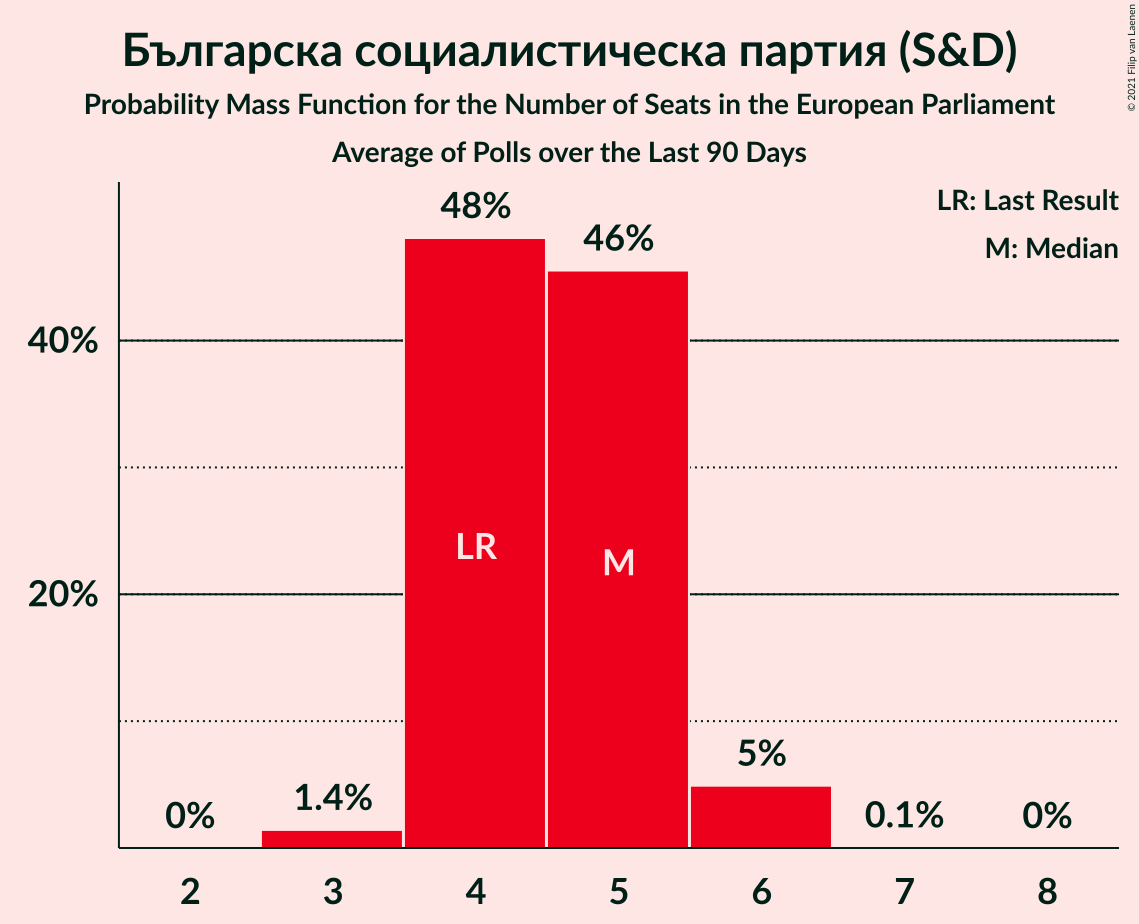 Българска социалистическа партия (S&D)
Probability Mass Function for the Number of Seats in the European Parliament
Average of Polls over the Last 90 Days
© 2021 Filip van Laenen
LR: Last Result
M: Median
48%
46%
40%
LR
M
20%
5%
1.4%
0%
0.1%
0%
2 3 4 5 6 7 8